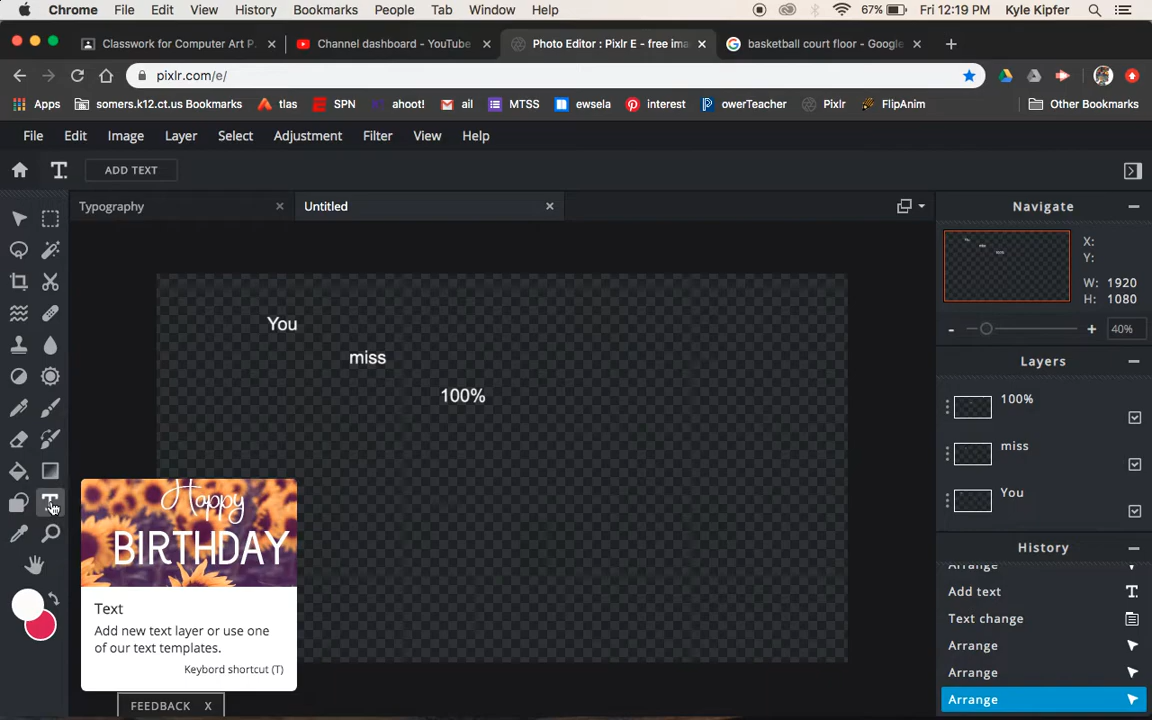 Chrome File Edit View History Bookmarks People Tab Window Help 67% Fri 12:19 PM Kyle Kipfer
Classwork for Computer Art P. Channel dashboard - YouTube Photo Editor : Pixlr E - free ima basketball court floor - Google
pixlr.com/e/
Apps somers.k12.ct.us Bookmarks tlas SPN ahoot! ail MTSS ewsela interest owerTeacher Pixlr FlipAnim Other Bookmarks
File Edit Image Layer Select Adjustment Filter View Help
T. ADD TEXT
Typography Untitled
Navigate
X:
Y:
W: 1920
H: 1080
40%
Layers
100%
miss
You
History
Arrange
Add text
Text change
Arrange
Arrange
Arrange
You
miss
100%
Happy
BIRTHDAY
Text
Add new text layer or use one
of our text templates.
Keybord shortcut (T)
FEEDBACK X